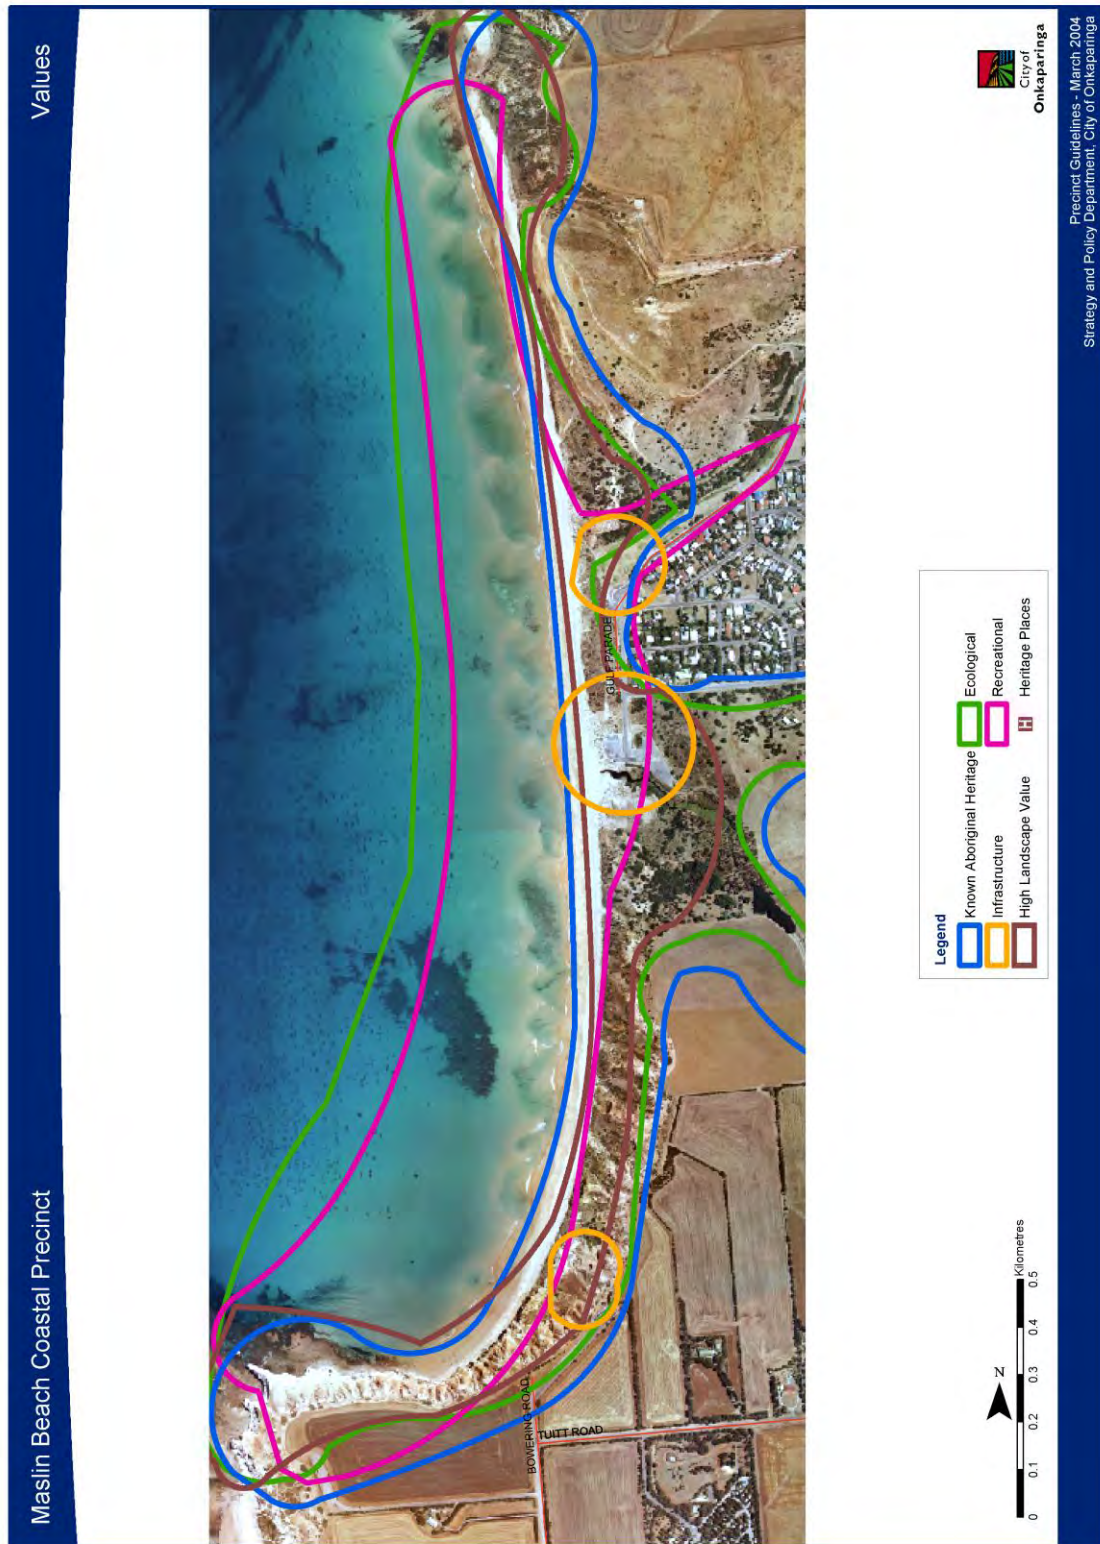 Maslin Beach Coastal Precinct
Values
GULF PARADE
BOWERING ROAD
TUITT ROAD
N
0 0.1 0.2 0.3 0.4 0.5
Kilometres
Legend
Known Aboriginal Heritage
Ecological
Infrastructure
Recreational
High Landscape Value
H Heritage Places
City of
Onkaparinga
Precinct Guidelines - March 2004
Strategy and Policy Department, City of Onkaparinga